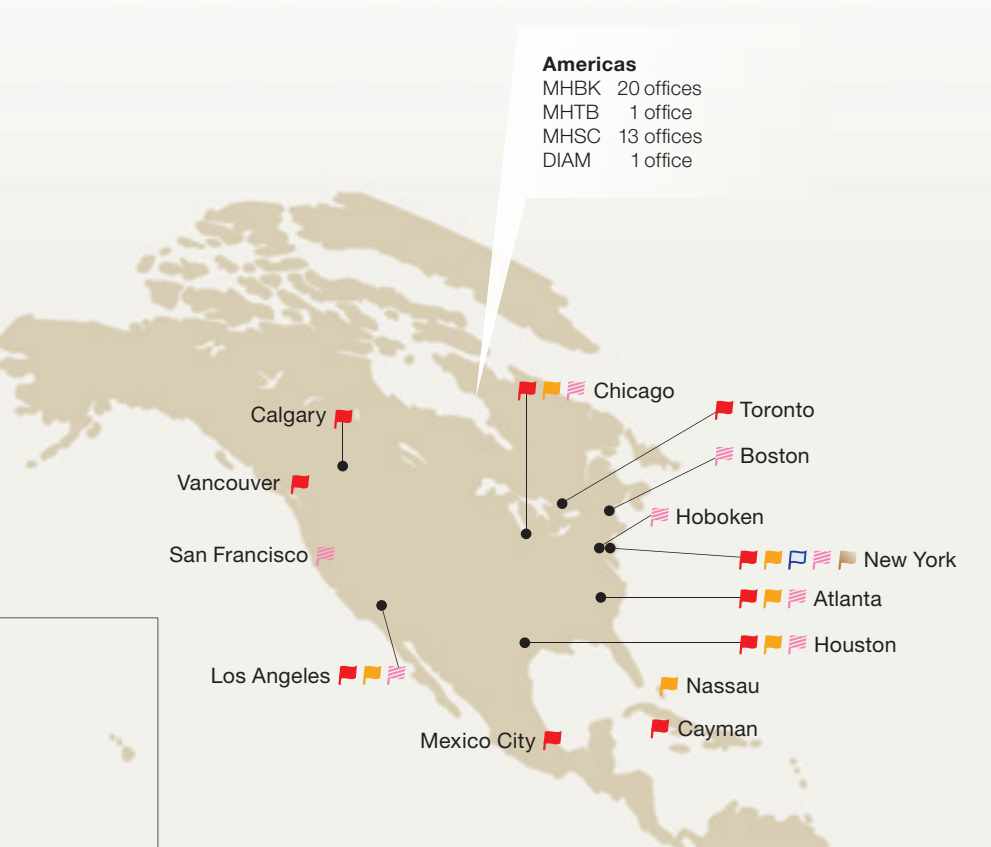 Americas
MHBK 20 offices
MHTB 1 office
MHSC 13 offices
DIAM 1 office
Chicago
Toronto
Calgary
Boston
Vancouver
Hoboken
San Francisco
New York
Atlanta
Houston
Los Angeles
Nassau
Cayman
Mexico City